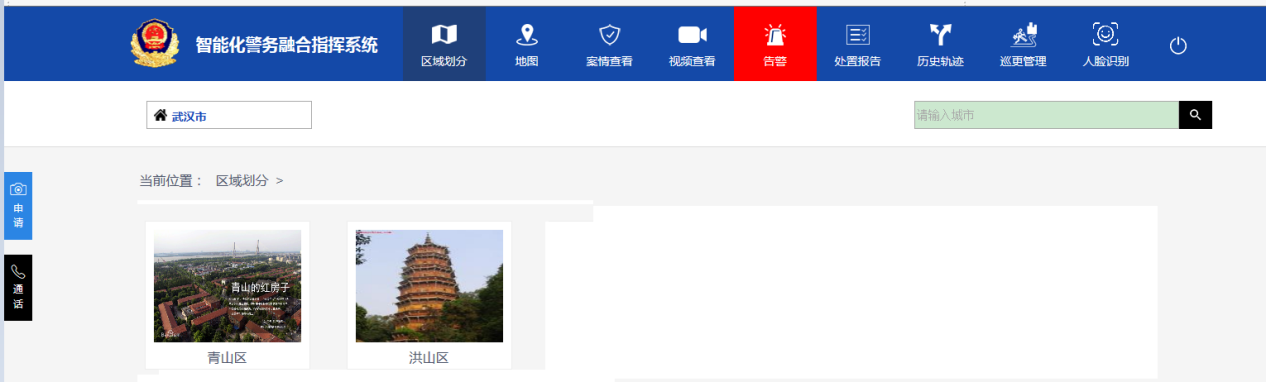 智能化警务融合指挥系统
区域划分
地图
案情查看
视频查看
告警
处置报告
历史轨迹
巡更管理
人脸识别
武汉市
请输入城市
当前位置： 区域划分 >
申请
通话
青山的红房子
青山区
洪山区